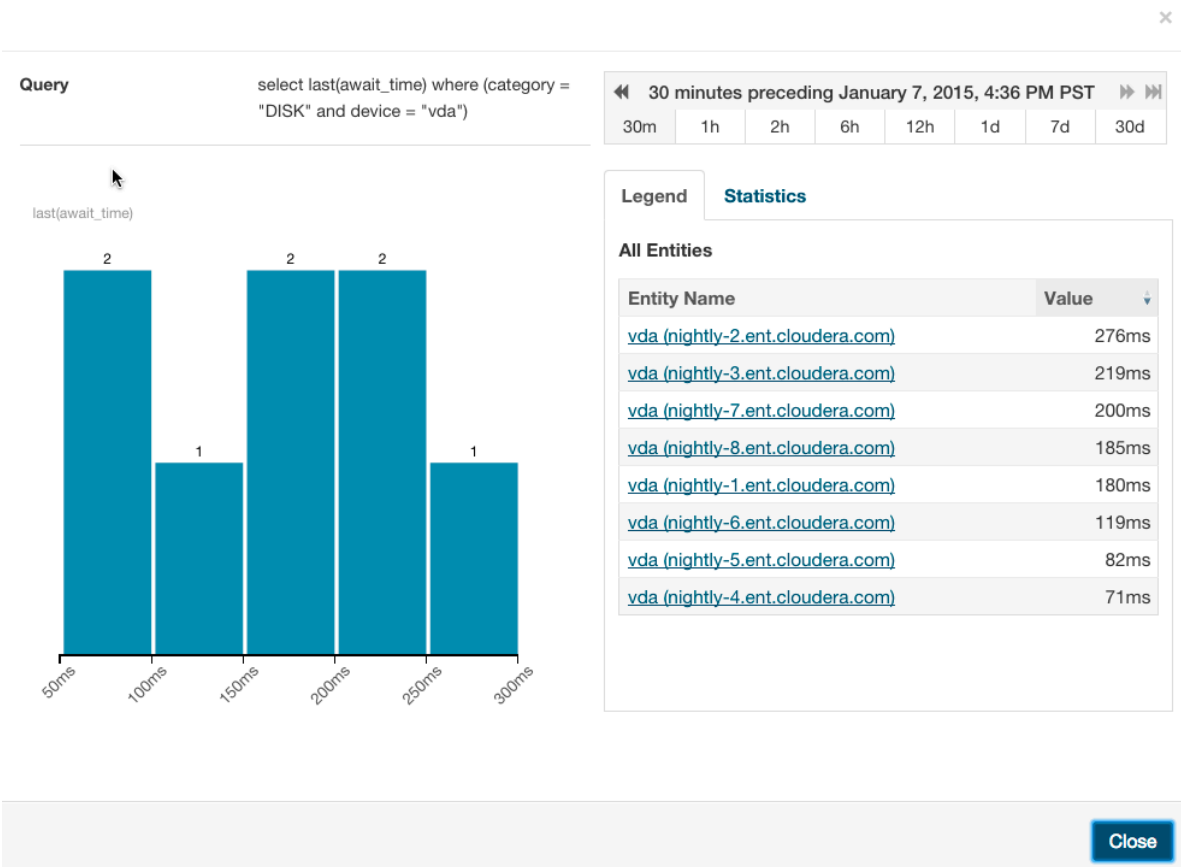 ×
Query
select last(await_time) where (category =
"DISK" and device = "vda")
30 minutes preceding January 7, 2015, 4:36 PM PST
30m 1h 2h 6h 12h 1d 7d 30d
last(await_time)
2 1 2 2 1
50ms 100ms 150ms 200ms 250ms 300ms
Legend Statistics
All Entities
Entity Name Value
vda (nightly-2.ent.cloudera.com) 276ms
vda (nightly-3.ent.cloudera.com) 219ms
vda (nightly-7.ent.cloudera.com) 200ms
vda (nightly-8.ent.cloudera.com) 185ms
vda (nightly-1.ent.cloudera.com) 180ms
vda (nightly-6.ent.cloudera.com) 119ms
vda (nightly-5.ent.cloudera.com) 82ms
vda (nightly-4.ent.cloudera.com) 71ms
Close